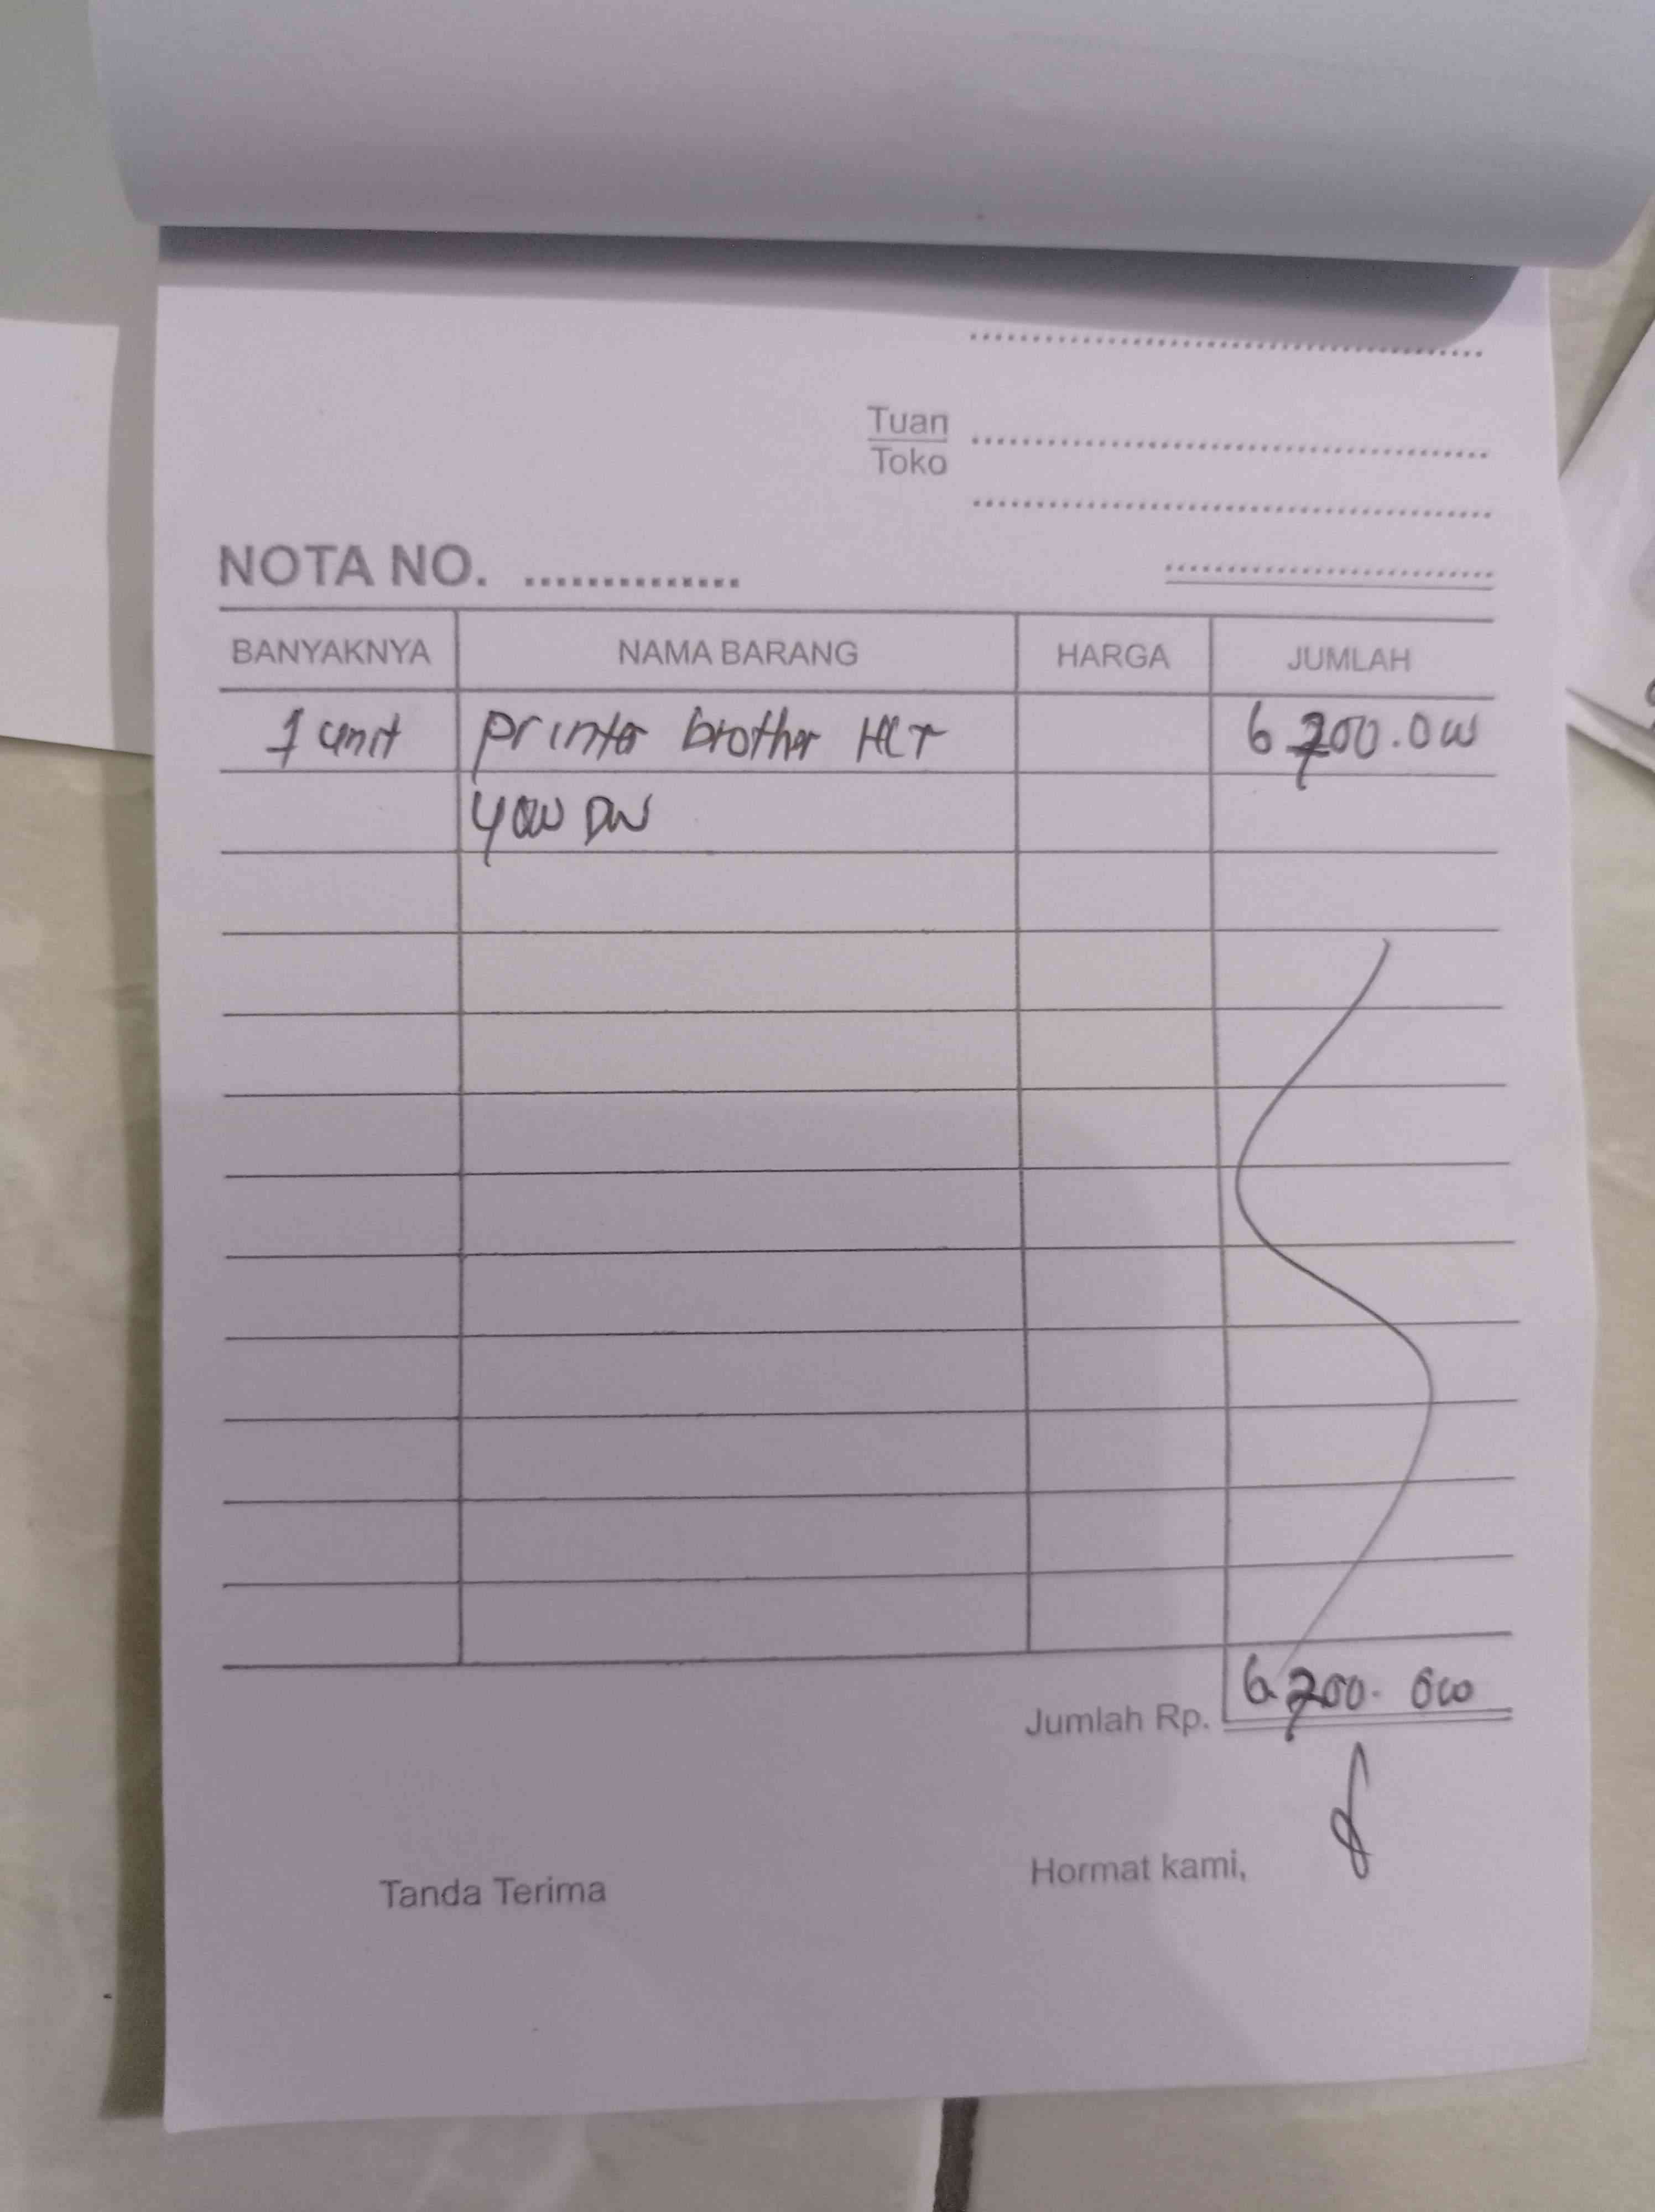 Tuan
Toko
NOTA NO.
BANYAKNYA NAMA BARANG HARGA JUMLAH
1 unit printer brother HLT 6.700.000
4000 DW
Jumlah Rp. 6.700.000
Tanda Terima Hormat kami,